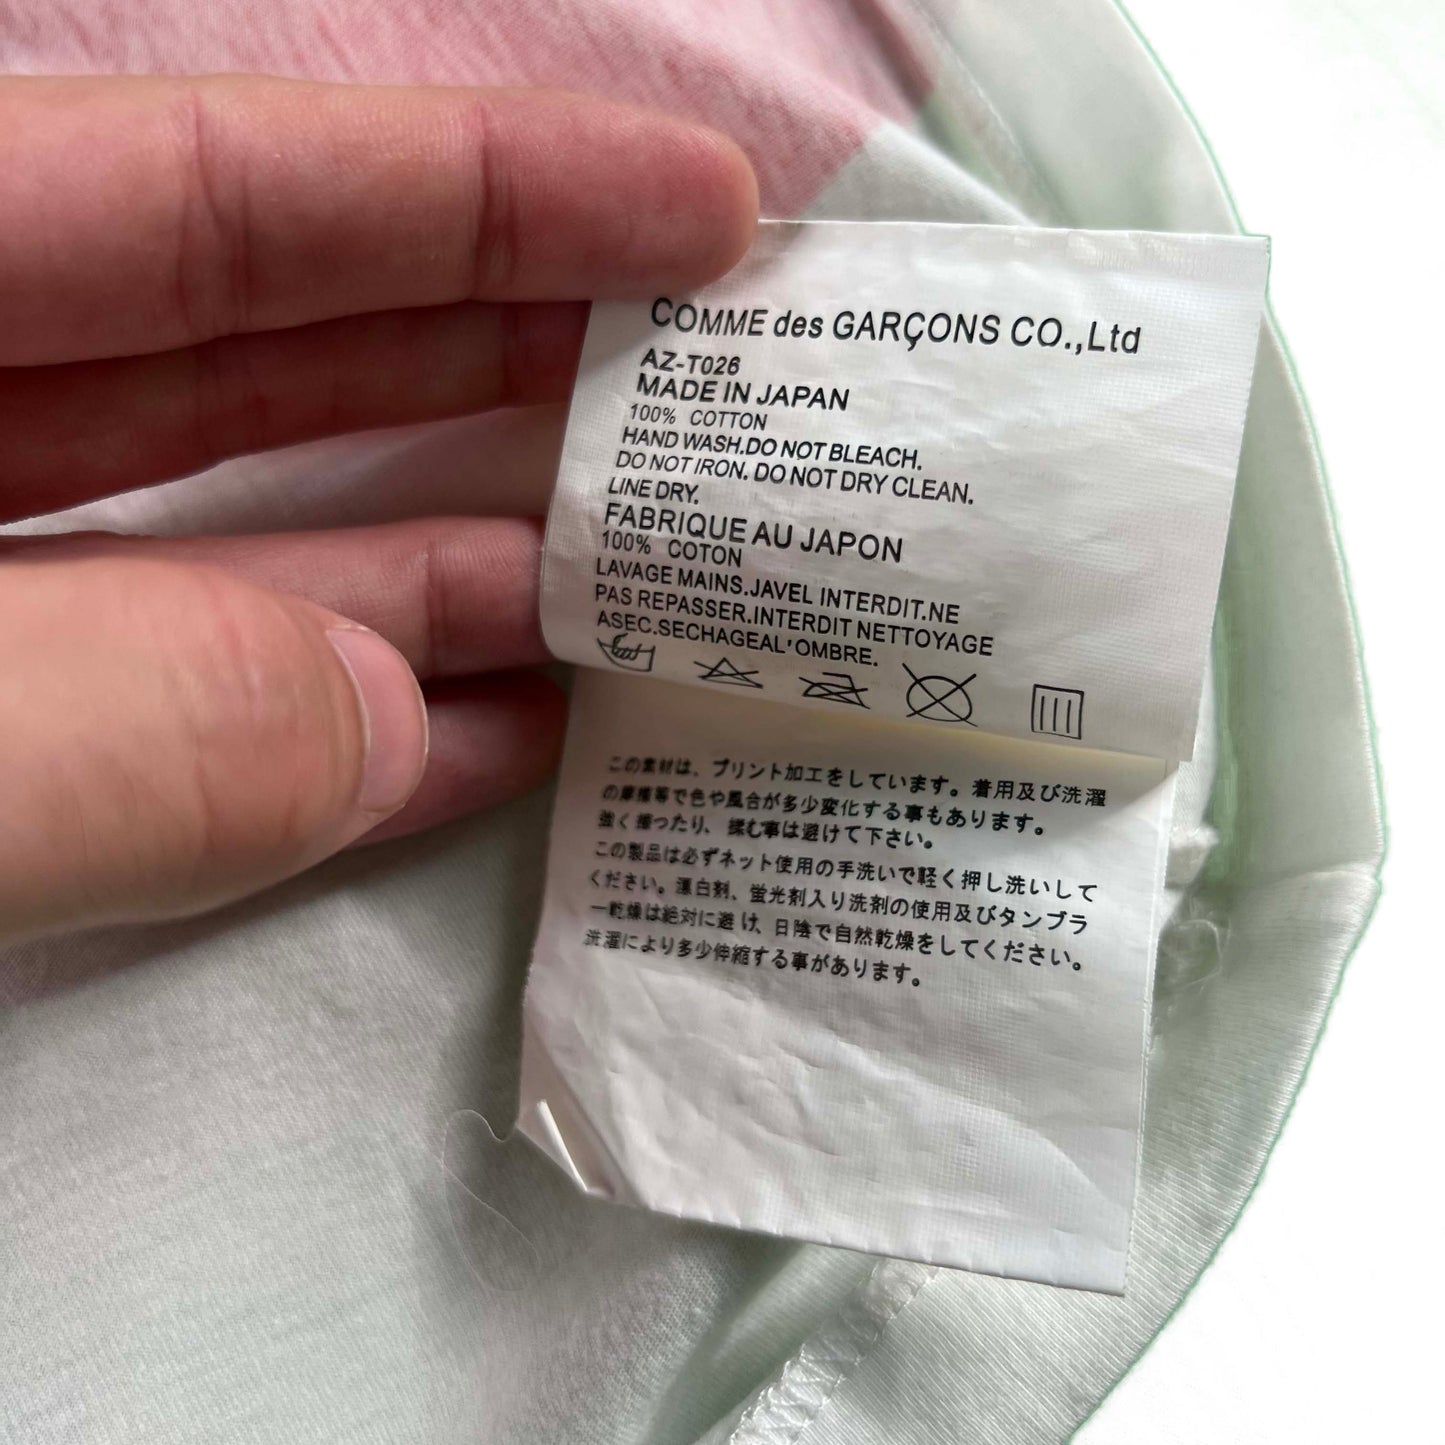 COMME des GARÇONS CO.,Ltd
AZ-T026
MADE IN JAPAN
100% COTTON
HAND WASH.DO NOT BLEACH.
DO NOT IRON. DO NOT DRY CLEAN.
LINE DRY.
FABRIQUE AU JAPON
100% COTON
LAVAGE MAINS.JAVEL INTERDIT.NE
PAS REPASSER.INTERDIT NETTOYAGE
ASEC.SECHAGEAL'OMBRE.
この素材は、プリント加工をしています。着用及び洗濯
の摩擦等で色や風合が多少変化する事もあります。
強く擦ったり、揉む事は避けて下さい。
この製品は必ずネット使用の手洗いで軽く押し洗いして
ください。漂白剤、蛍光剤入り洗剤の使用及びタンブラ
ー乾燥は絶対に避け、日陰で自然乾燥をしてください。
洗濯により多少伸縮する事があります。